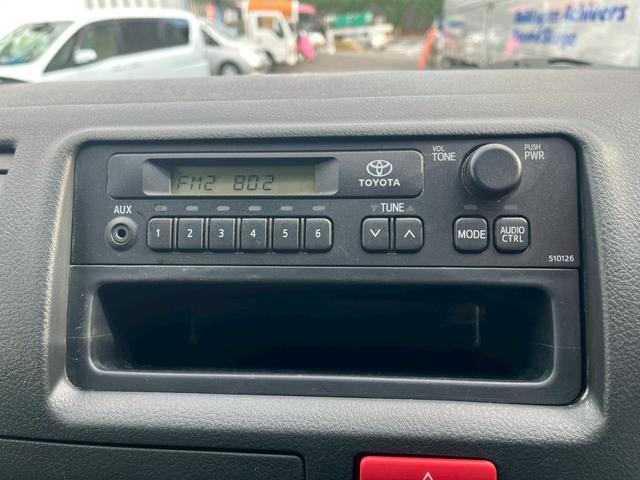 FM2 80.2
TOYOTA
VOL
TONE
PUSH
PWR
AUX
TUNE
1 2 3 4 5 6
MODE
AUDIO
CTRL
510126